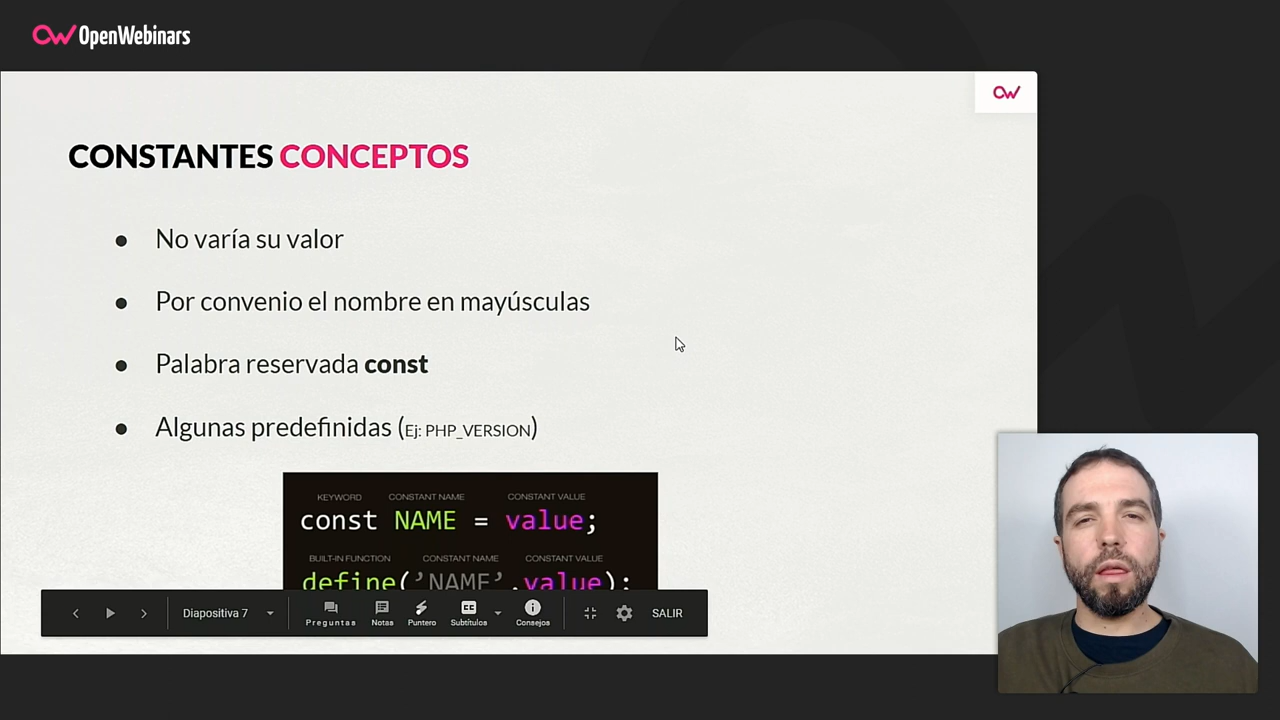 OpenWebinars
CONSTANTES CONCEPTOS
● No varía su valor
● Por convenio el nombre en mayúsculas
● Palabra reservada const
● Algunas predefinidas (Ej: PHP_VERSION)
KEYWORD CONSTANT NAME CONSTANT VALUE
const NAME = value;
BUILT-IN FUNCTION CONSTANT NAME CONSTANT VALUE
define('NAME',value);
Diapositiva 7 Preguntas Notas Puntero Subtítulos Consejos SALIR